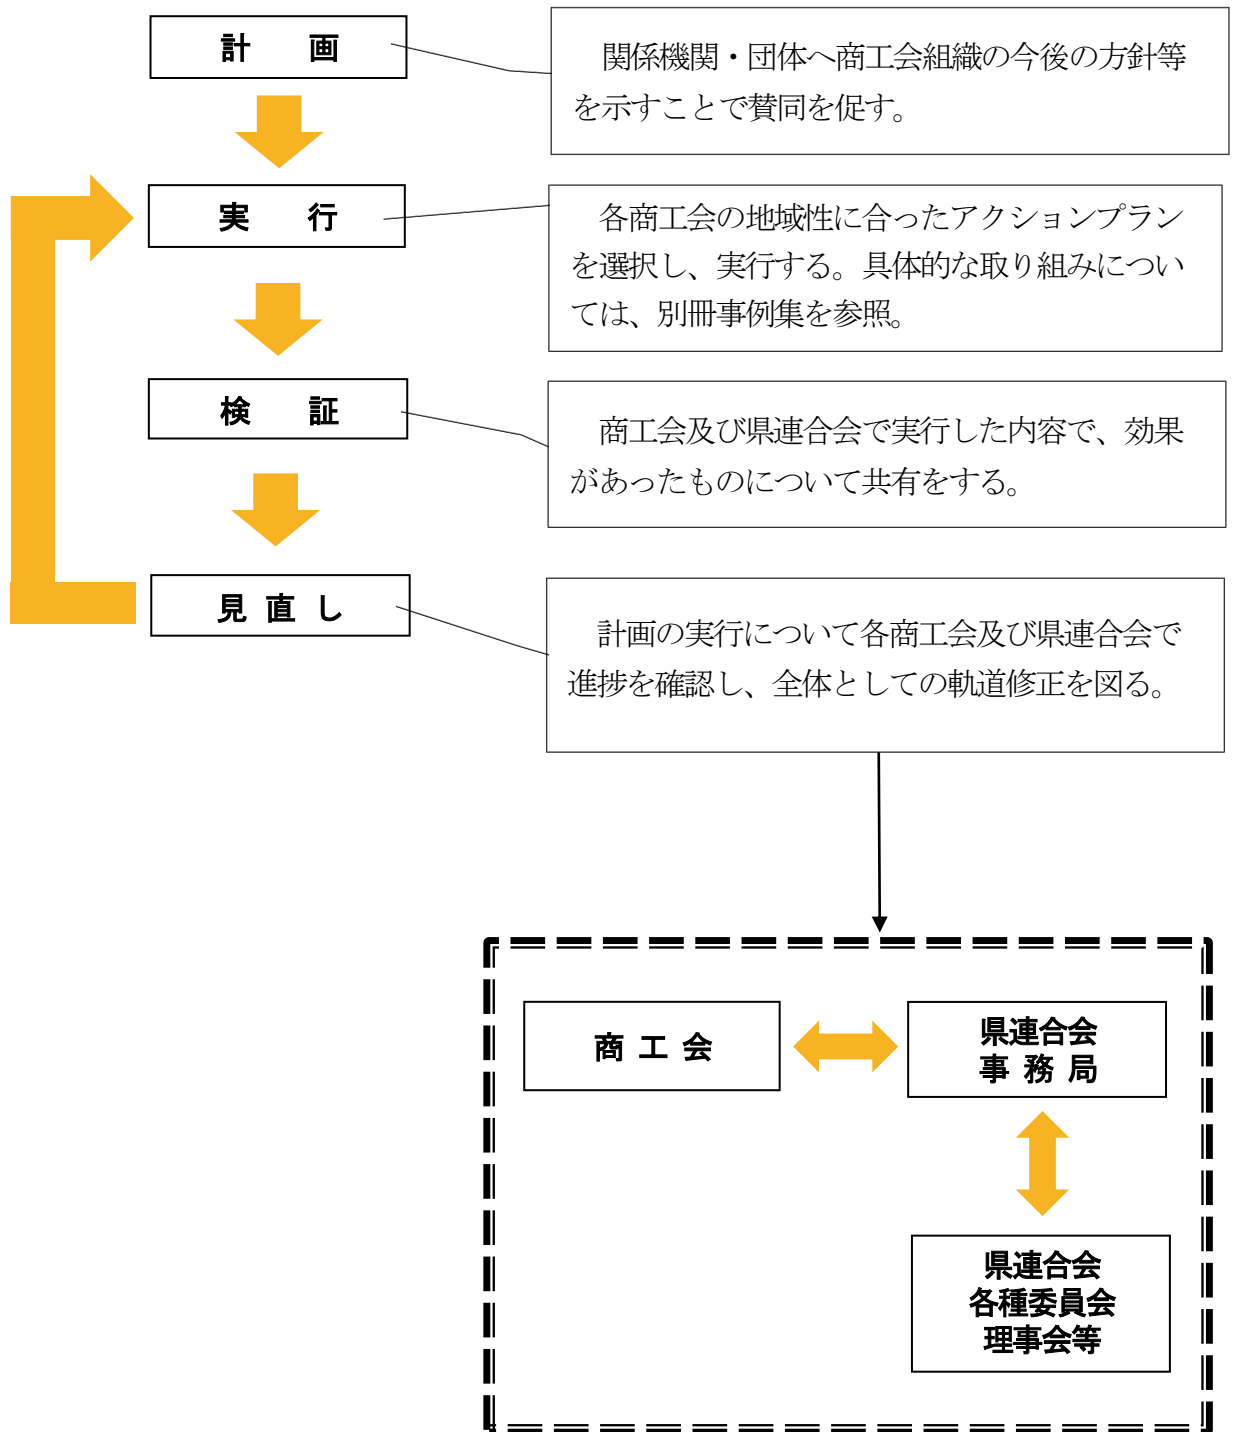 計　画
関係機関・団体へ商工会組織の今後の方針等
を示すことで賛同を促す。
実　行
各商工会の地域性に合ったアクションプラン
を選択し、実行する。具体的な取り組みについ
ては、別冊事例集を参照。
検　証
商工会及び県連合会で実行した内容で、効果
があったものについて共有をする。
見 直 し
計画の実行について各商工会及び県連合会で
進捗を確認し、全体としての軌道修正を図る。
商 工 会
県連合会
事 務 局
県連合会
各種委員会
理事会等